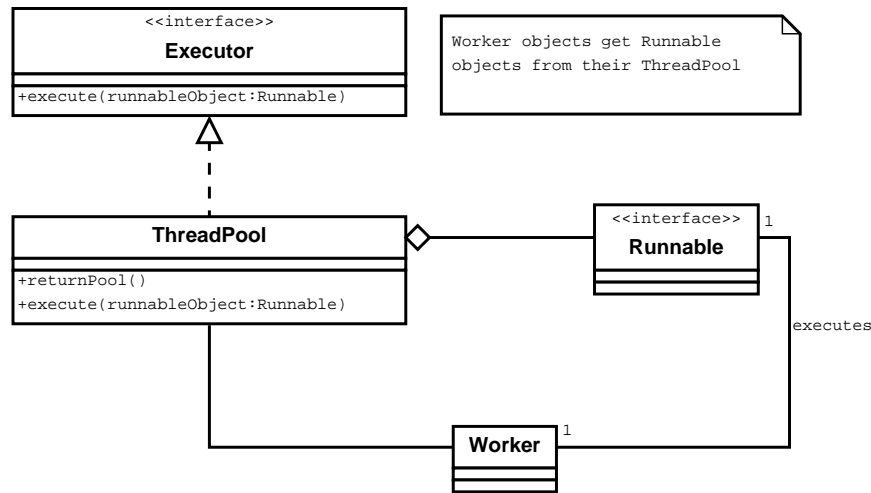 <<interface>>
Executor
+execute(runnableObject:Runnable)
Worker objects get Runnable
objects from their ThreadPool
ThreadPool
+returnPool()
+execute(runnableObject:Runnable)
<<interface>>
Runnable
1
executes
Worker
1